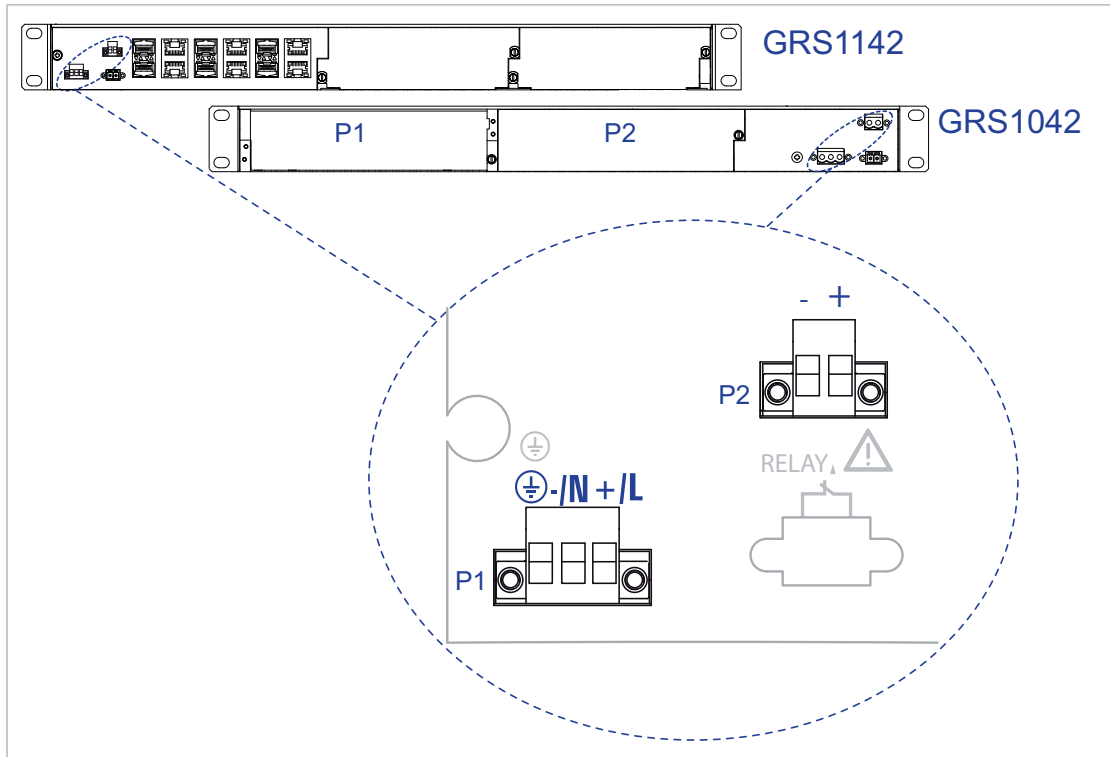 GRS1142
GRS1042
P1 P2
- +
P2
RELAY
-/N +/L
P1